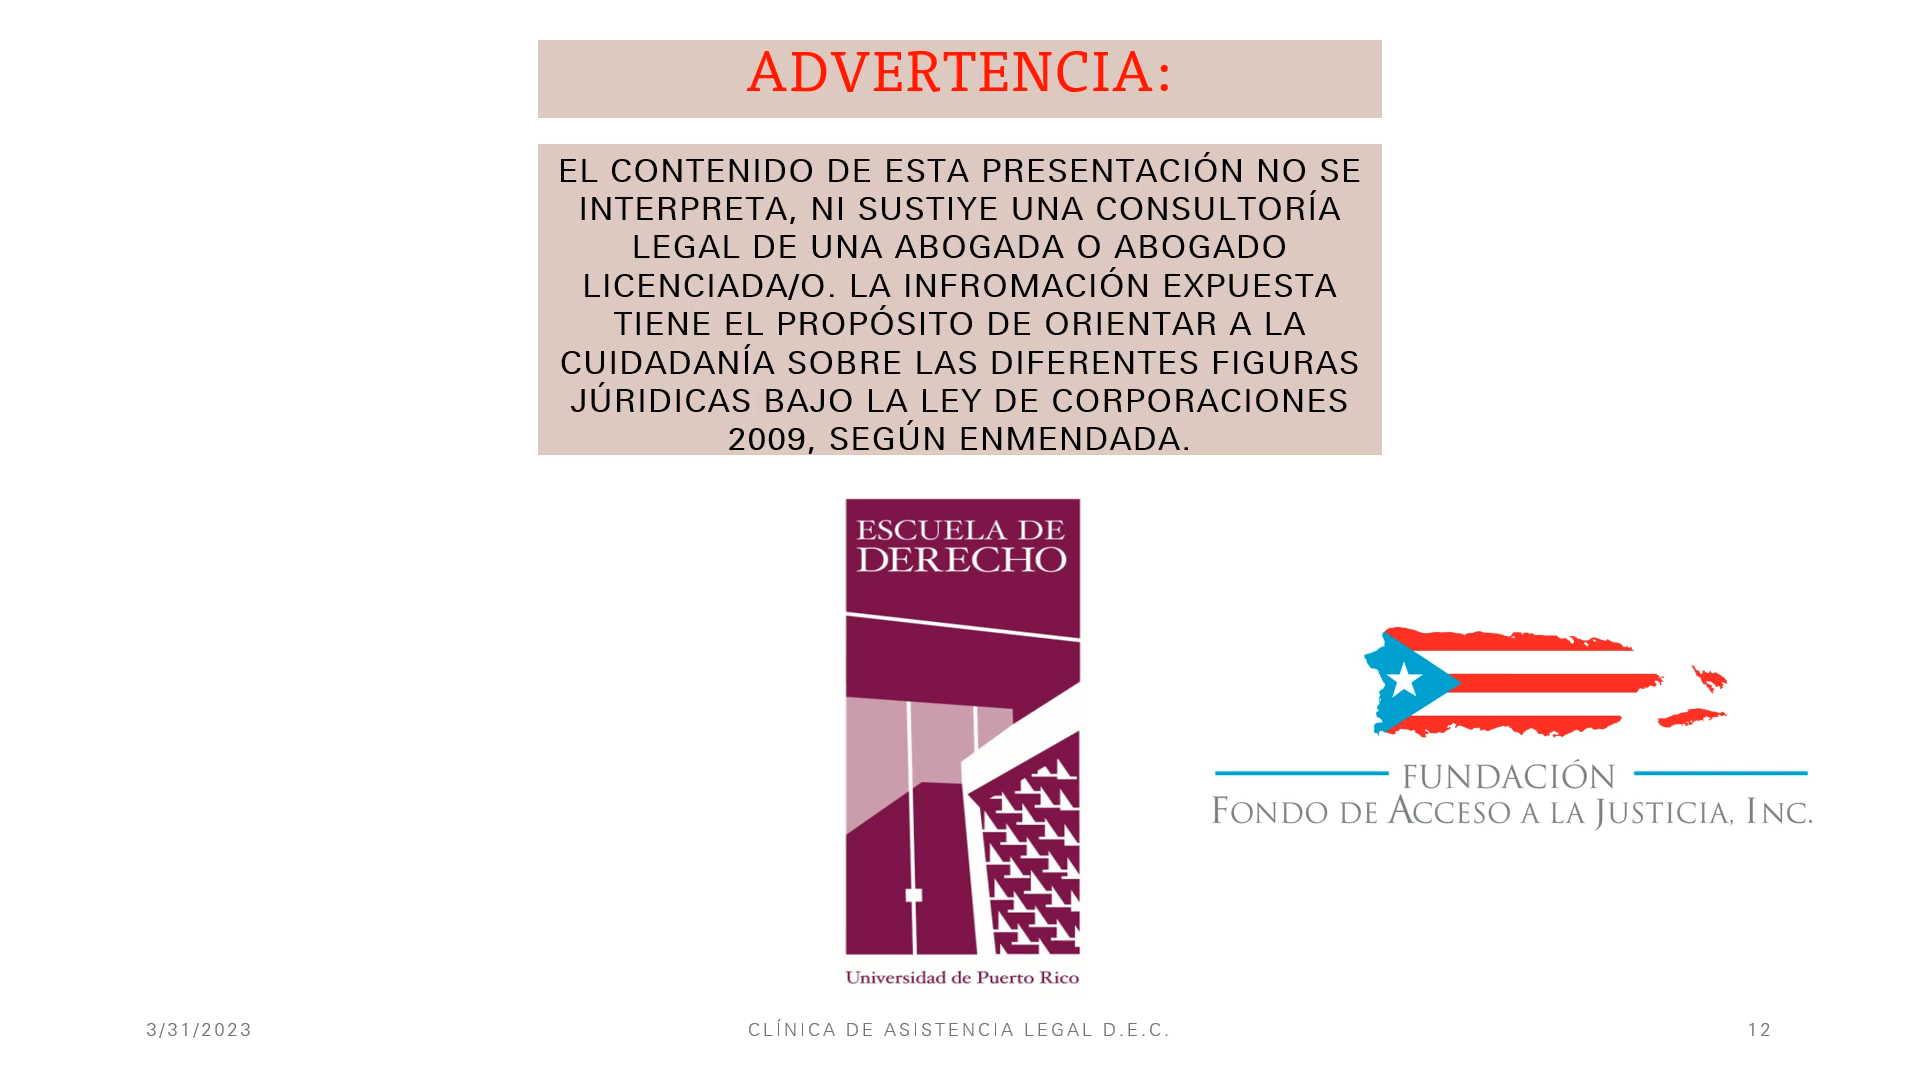 ADVERTENCIA:
EL CONTENIDO DE ESTA PRESENTACIÓN NO SE
INTERPRETA, NI SUSTIYE UNA CONSULTORÍA
LEGAL DE UNA ABOGADA O ABOGADO
LICENCIADA/O. LA INFROMACIÓN EXPUESTA
TIENE EL PROPÓSITO DE ORIENTAR A LA
CUIDADANÍA SOBRE LAS DIFERENTES FIGURAS
JÚRIDICAS BAJO LA LEY DE CORPORACIONES
2009, SEGÚN ENMENDADA.
ESCUELA DE
DERECHO
Universidad de Puerto Rico
FUNDACIÓN
FONDO DE ACCESO A LA JUSTICIA, INC.
3/31/2023
CLÍNICA DE ASISTENCIA LEGAL D.E.C.
12